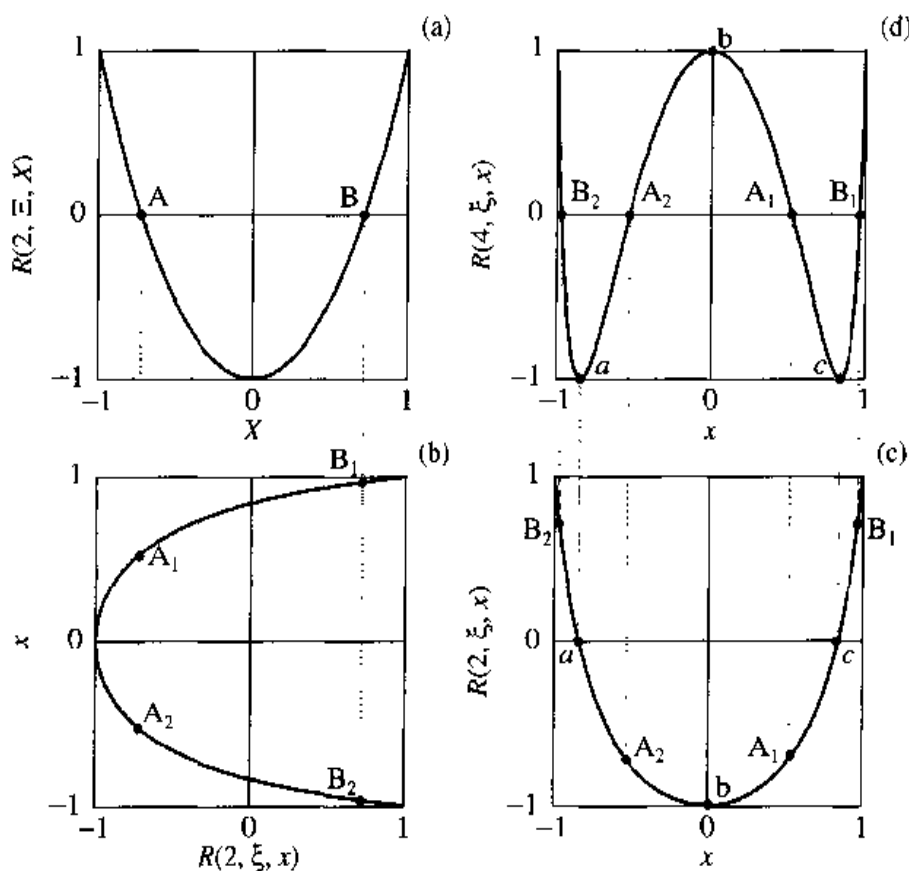 (a)
1
A
B
0
R(2, Ξ, X)
−1
−1
0
1
X
(d)
b
1
B₂
A₂
A₁
B₁
0
R(4, ξ, x)
a
c
−1
−1
0
1
x
(b)
B₁
1
A₁
x
0
A₂
B₂
−1
−1
0
1
R(2, ξ, x)
(c)
1
B₂
B₁
R(2, ξ, x)
0
a
c
A₂
A₁
b
−1
−1
0
1
x